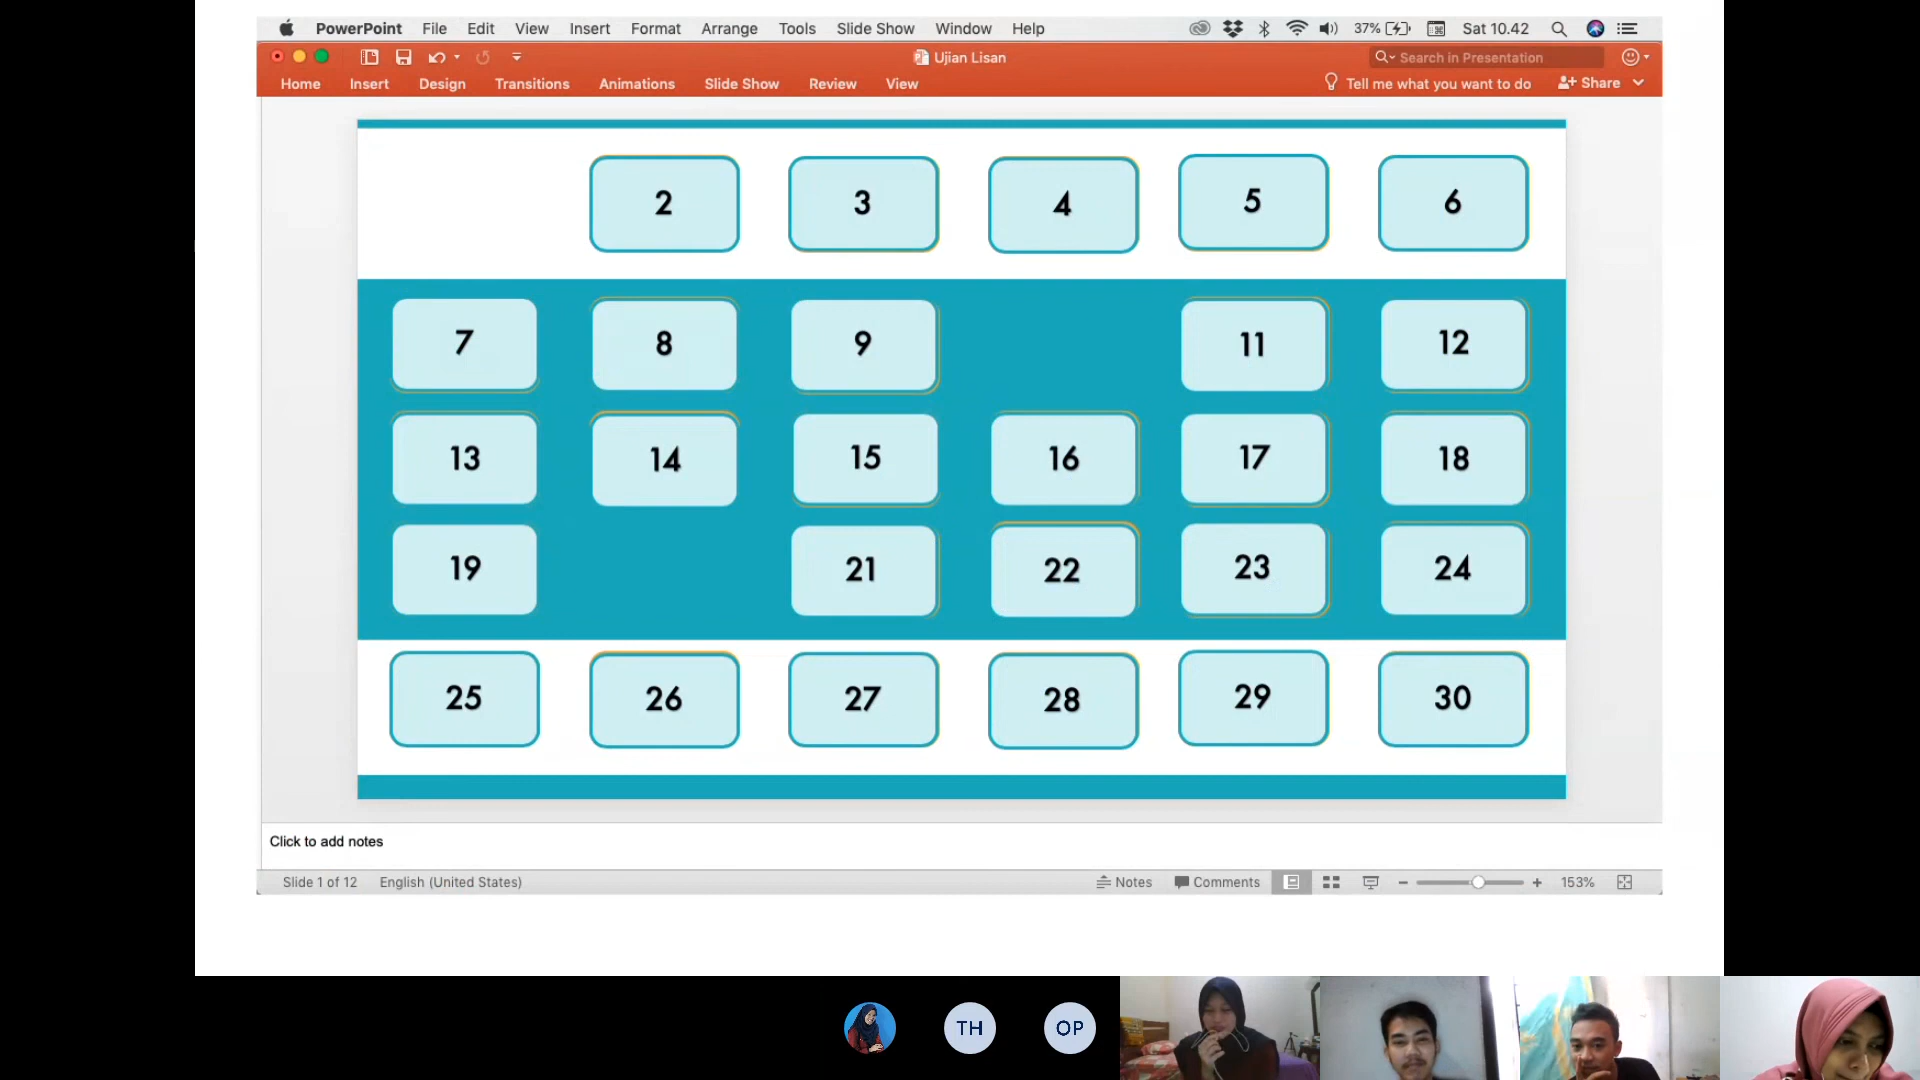 PowerPoint File Edit View Insert Format Arrange Tools Slide Show Window Help 37% Sat 10.42
Ujian Lisan Search in Presentation
Home Insert Design Transitions Animations Slide Show Review View Tell me what you want to do Share
2 3 4 5 6
7 8 9 11 12
13 14 15 16 17 18
19 21 22 23 24
25 26 27 28 29 30
Click to add notes
Slide 1 of 12 English (United States) Notes Comments 153%
TH OP